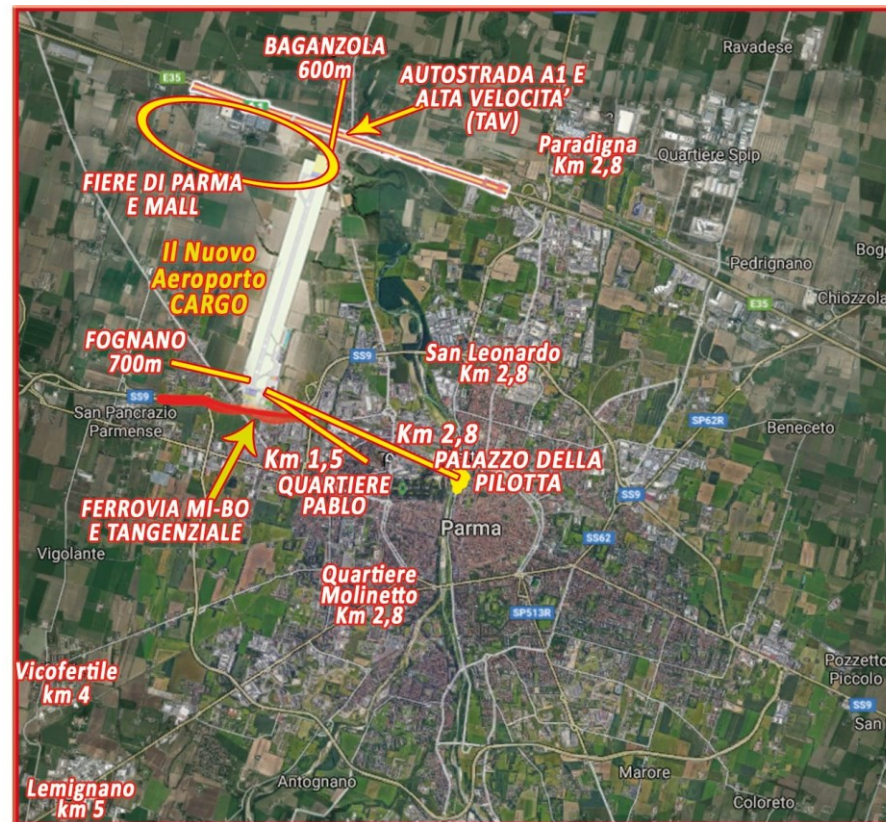 BAGANZOLA
600m
Ravadese
E35
A1
AUTOSTRADA A1 E
ALTA VELOCITA'
(TAV)
Paradigna
Km 2,8
Quartiere Spip
FIERE DI PARMA
E MALL
Il Nuovo
Aeroporto
CARGO
Pedrignano
Bogo
Chiozzola
E35
FOGNANO
700m
SS9
San Leonardo
Km 2,8
SS9
San Pancrazio
Parmense
SP62R
Beneceto
Km 2,8
Km 1,5
QUARTIERE
PABLO
PALAZZO DELLA
PILOTTA
FERROVIA MI-BO
E TANGENZIALE
SS9
Parma
SS62
Vigolante
Quartiere
Molinetto
Km 2,8
SP513R
Vicofertile
km 4
Pozzetto
Piccolo
SS9
San
Marore
Antognano
Lemignano
km 5
Coloreto